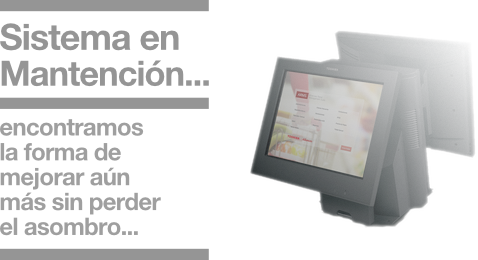 Sistema en
Mantención...
encontramos
la forma de
mejorar aún
más sin perder
el asombro...